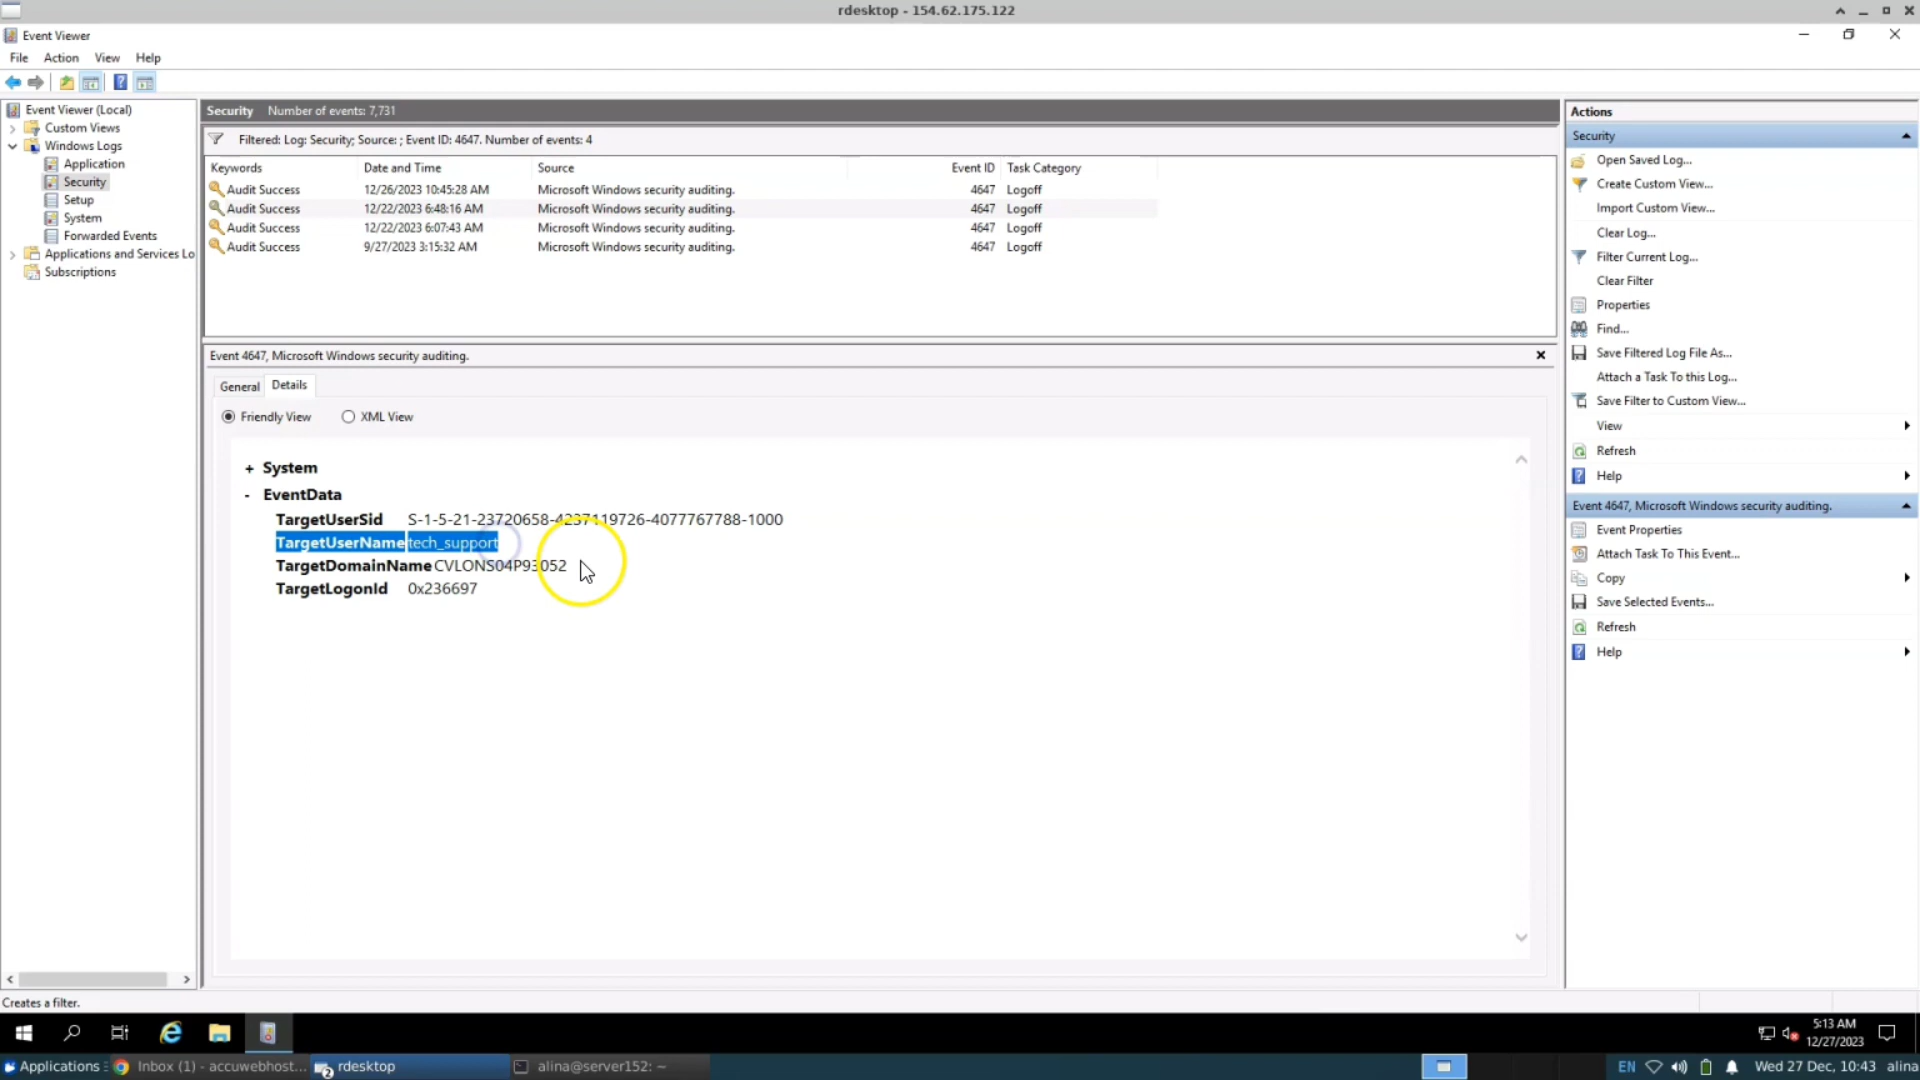 rdesktop - 154.62.175.122
Event Viewer
File Action View Help
Event Viewer (Local)
Custom Views
Windows Logs
Application
Security
Setup
System
Forwarded Events
Applications and Services Lo
Subscriptions
Security Number of events: 7,731
Filtered: Log: Security; Source: ; Event ID: 4647. Number of events: 4
Keywords Date and Time Source Event ID Task Category
Audit Success 12/26/2023 10:45:28 AM Microsoft Windows security auditing. 4647 Logoff
Audit Success 12/22/2023 6:48:16 AM Microsoft Windows security auditing. 4647 Logoff
Audit Success 12/22/2023 6:07:43 AM Microsoft Windows security auditing. 4647 Logoff
Audit Success 9/27/2023 3:15:32 AM Microsoft Windows security auditing. 4647 Logoff
Event 4647, Microsoft Windows security auditing.
General Details
Friendly View XML View
+ System
- EventData
TargetUserSid S-1-5-21-23720658-4237119726-4077767788-1000
TargetUserName tech_support
TargetDomainName CVLONS04P93052
TargetLogonId 0x236697
Actions
Security
Open Saved Log...
Create Custom View...
Import Custom View...
Clear Log...
Filter Current Log...
Clear Filter
Properties
Find...
Save Filtered Log File As...
Attach a Task To this Log...
Save Filter to Custom View...
View
Refresh
Help
Event 4647, Microsoft Windows security auditing.
Event Properties
Attach Task To This Event...
Copy
Save Selected Events...
Refresh
Help
Creates a filter.
5:13 AM
12/27/2023
Applications Inbox (1) - accuwebhost... 2 rdesktop alina@server152: ~ EN Wed 27 Dec, 10:43 alina